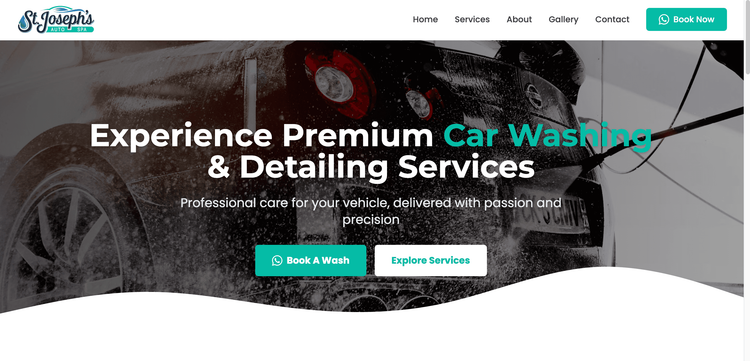 St. Joseph's
AUTO SPA
Home
Services
About
Gallery
Contact
Book Now
Experience Premium Car Washing
& Detailing Services
Professional care for your vehicle, delivered with passion and
precision
Book A Wash
Explore Services